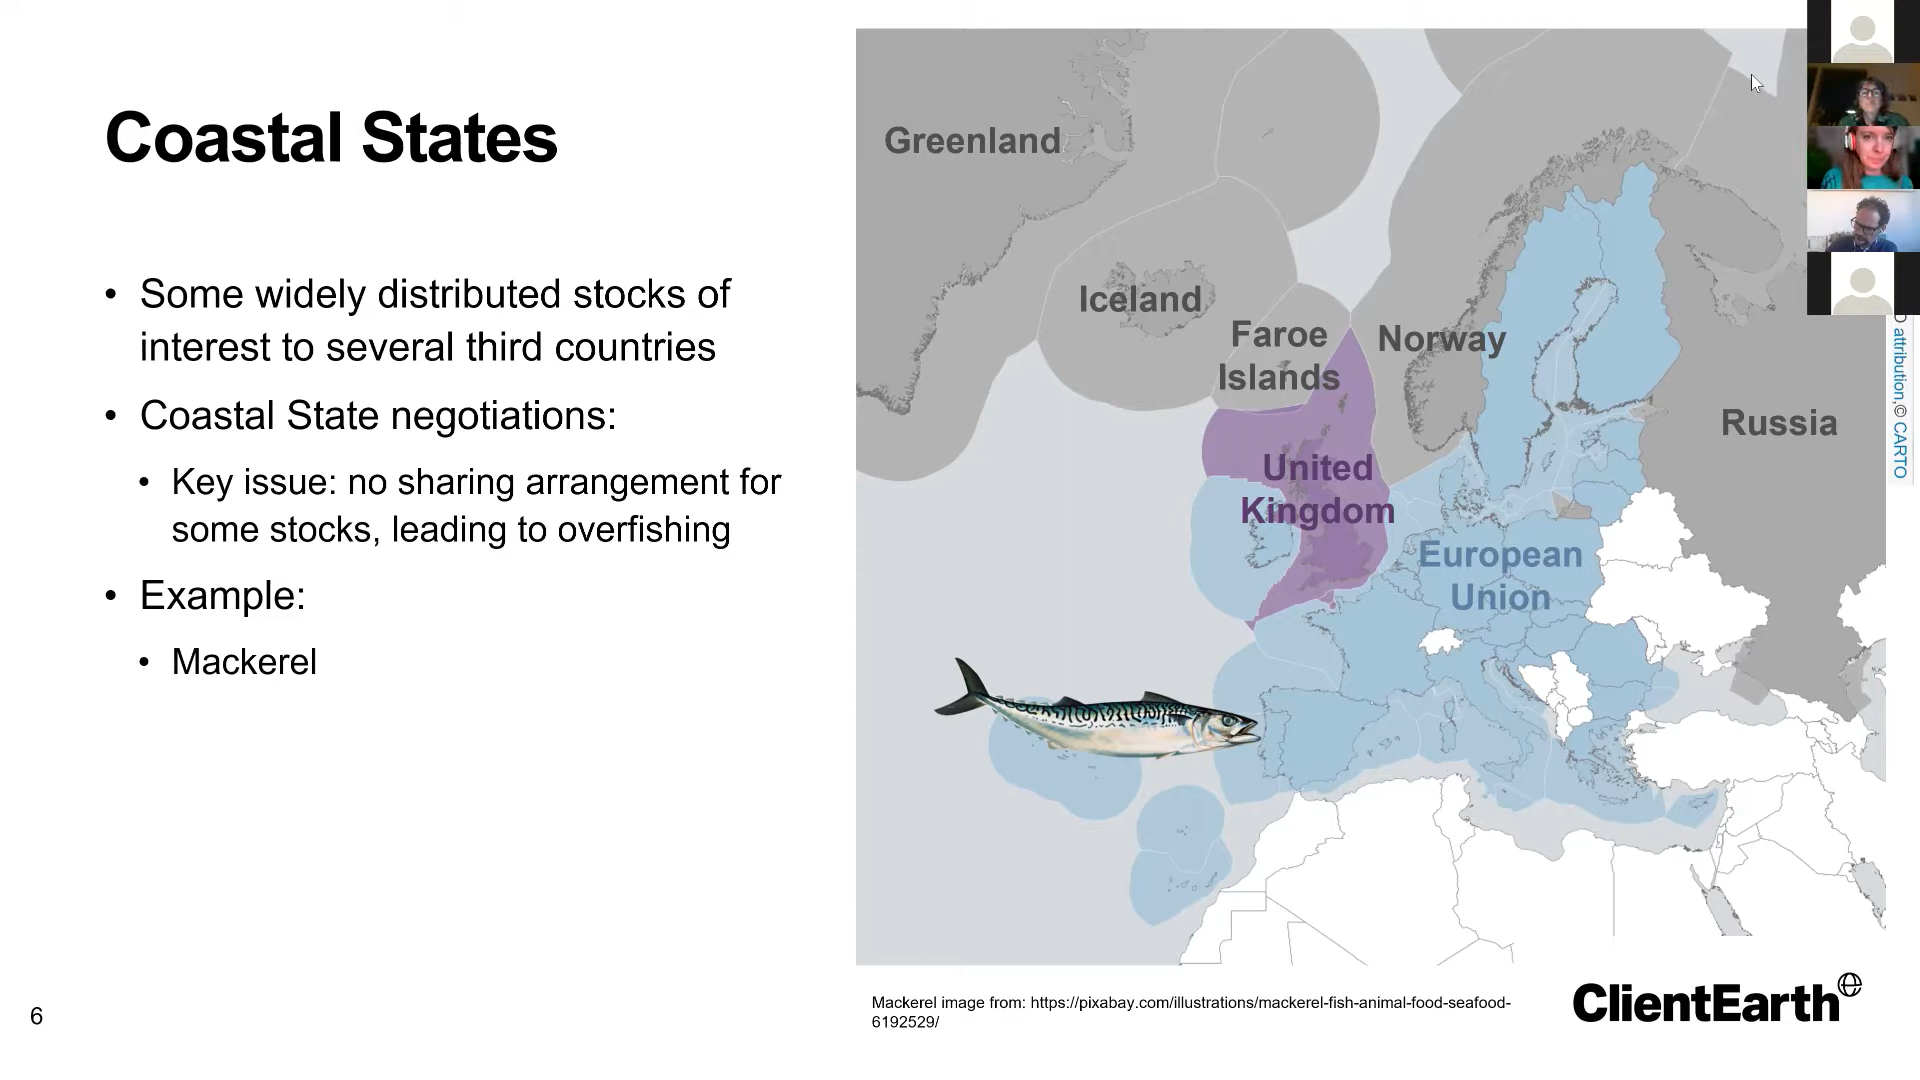 Coastal States
• Some widely distributed stocks of
interest to several third countries
• Coastal State negotiations:
• Key issue: no sharing arrangement for
some stocks, leading to overfishing
• Example:
• Mackerel
Greenland
Iceland
Faroe
Islands
Norway
Russia
United
Kingdom
European
Union
attribution,© CARTO
Mackerel image from: https://pixabay.com/illustrations/mackerel-fish-animal-food-seafood-
6192529/
ClientEarth
6